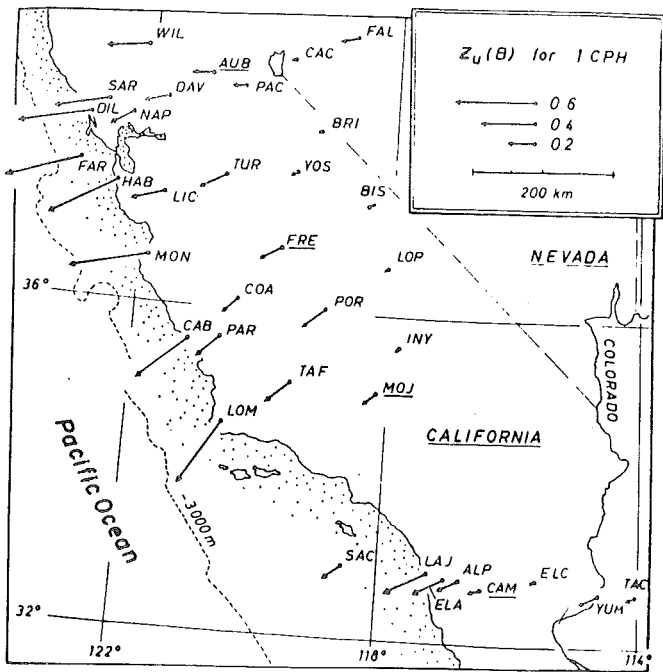 WIL
FAL
CAC
AUB
PAC
SAR
DAV
DIL
NAP
BRI
FAR
HAB
LIC
TUR
YOS
BIS
MON
FRE
LOP
NEVADA
36°
COA
POR
CAB
PAR
INY
TAF
MOJ
LOM
COLORADO
CALIFORNIA
Pacific Ocean
3000m
SAC
LAJ
ALP
ELA
CAM
ELC
YUM
TAC
32°
122°
118°
114°
Zu(B) for 1 CPH
0.6
0.4
0.2
200 km